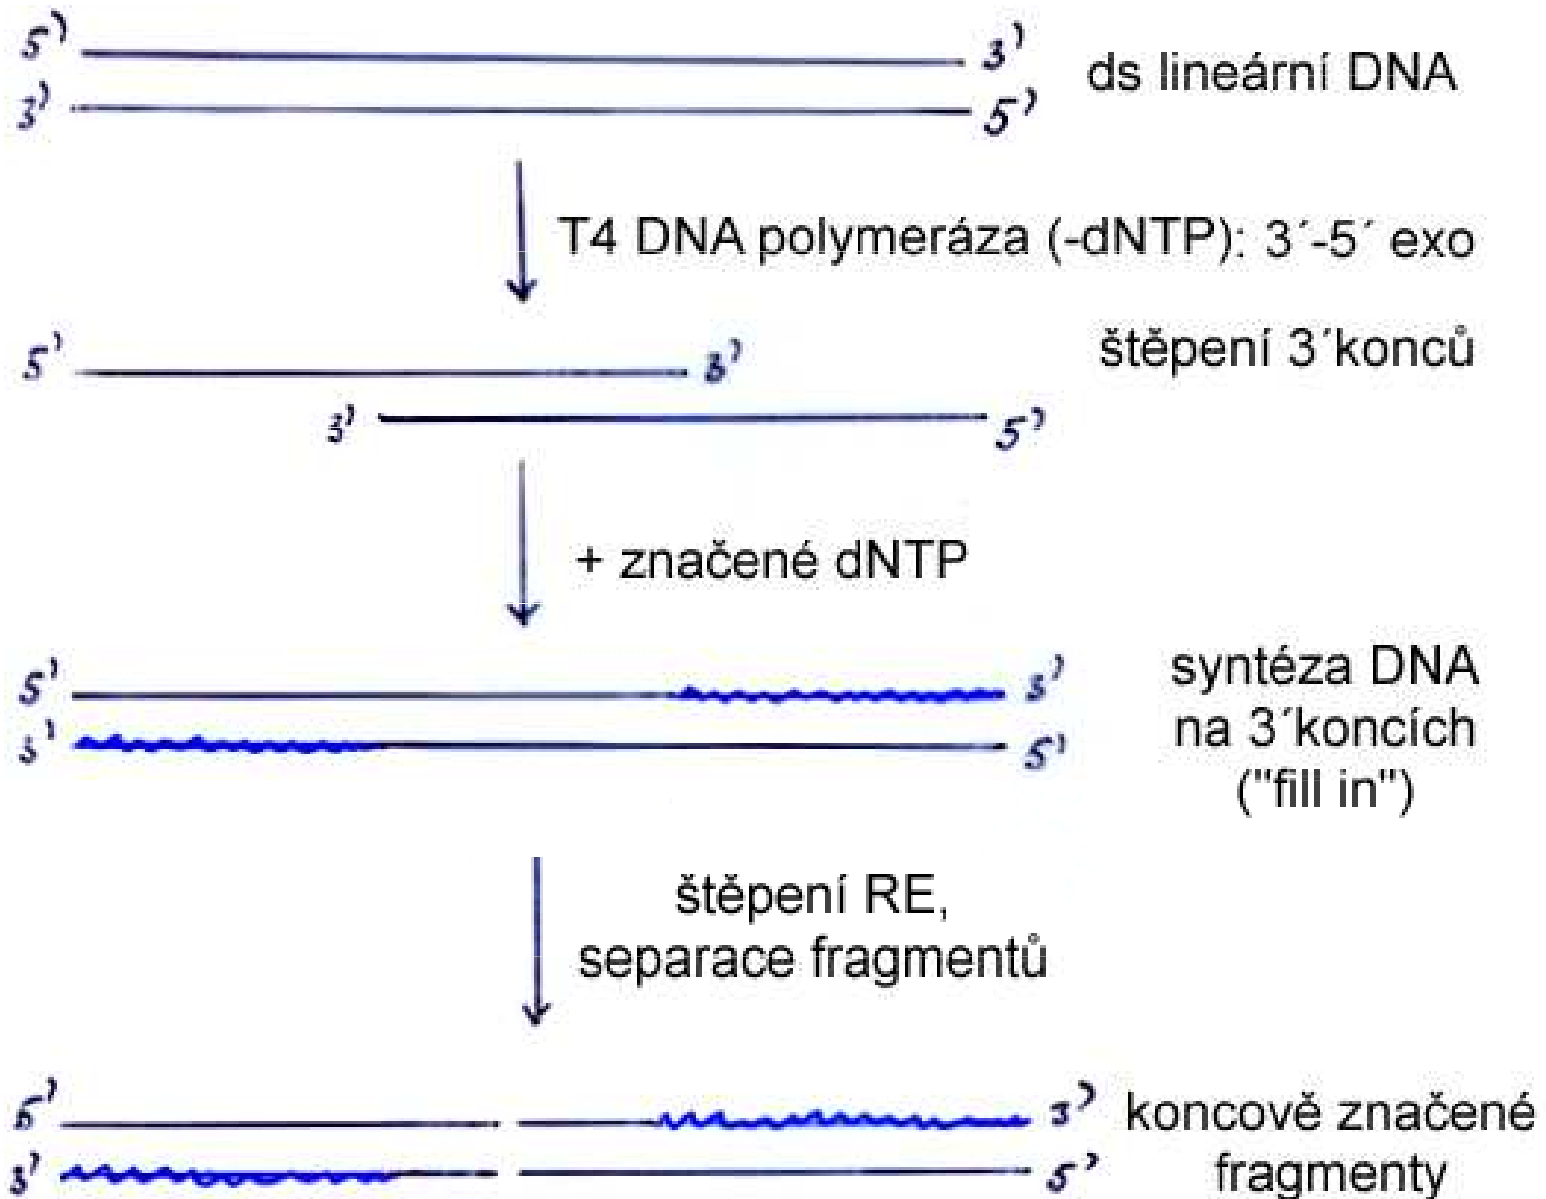 5' 3' ds lineární DNA
3' 5'
T4 DNA polymeráza (-dNTP): 3´-5´ exo
5' 3' štěpení 3´konců
3' 5'
+ značené dNTP
5' 3' syntéza DNA
3' 5' na 3´koncích
("fill in")
štěpení RE,
separace fragmentů
5' 3' koncově značené
3' 5' fragmenty